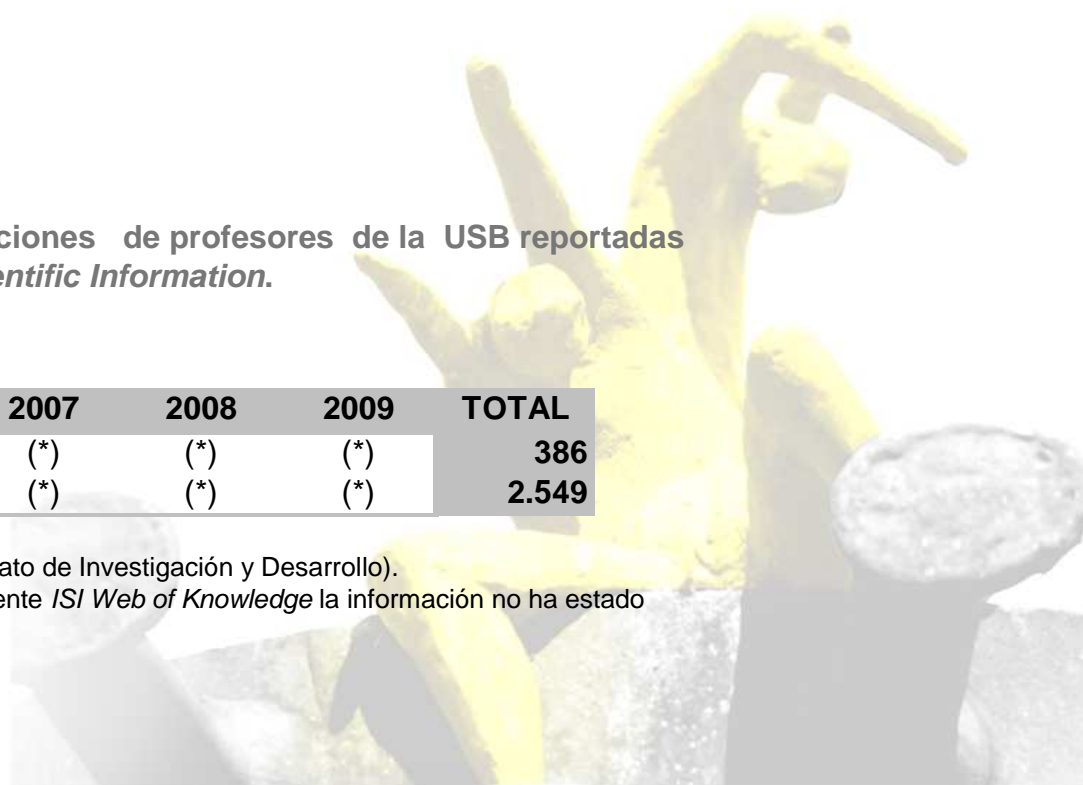 ciones de profesores de la USB reportadas
entific Information.
2007 2008 2009 TOTAL
(*) (*) (*) 386
(*) (*) (*) 2.549
ato de Investigación y Desarrollo).
ente ISI Web of Knowledge la información no ha estado